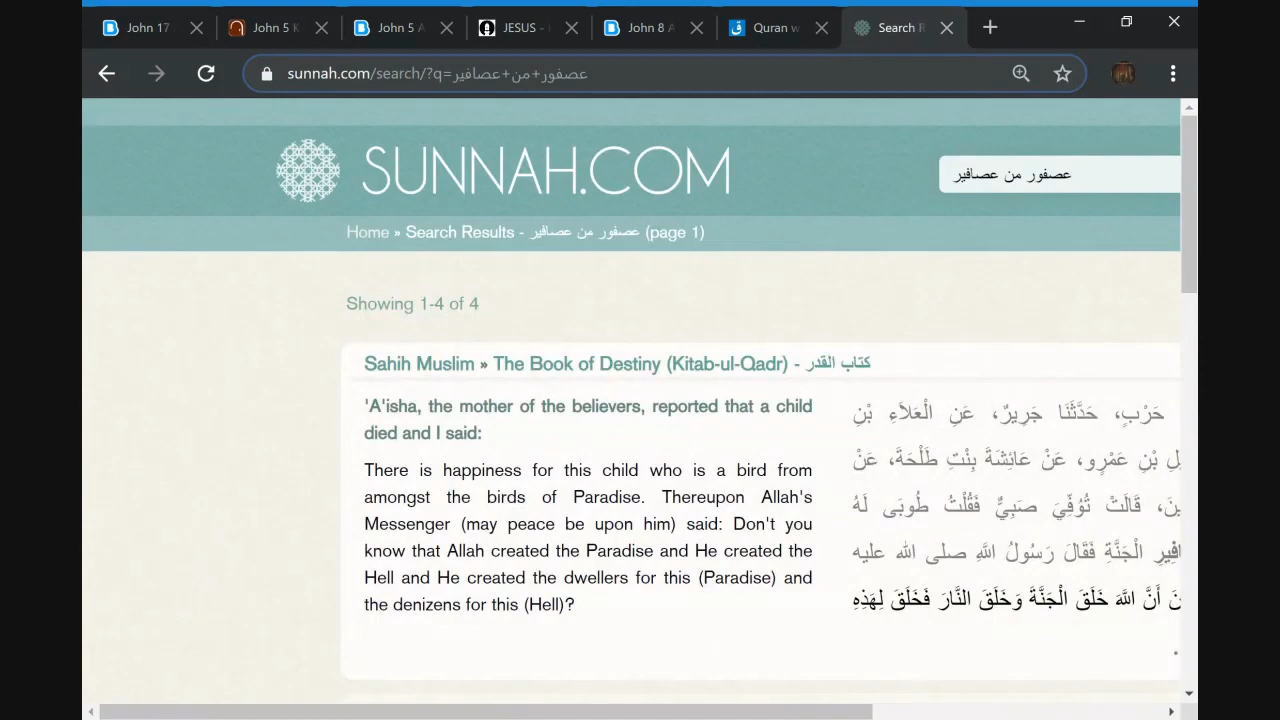 John 17
John 5 K
John 5 A
JESUS -
John 8 A
Quran w
Search R
sunnah.com/search/?q=عصفور+من+عصافير
SUNNAH.COM
عصفور من عصافير
Home » Search Results - عصفور من عصافير (page 1)
Showing 1-4 of 4
Sahih Muslim » The Book of Destiny (Kitab-ul-Qadr) - كتاب القدر
'A'isha, the mother of the believers, reported that a child
died and I said:
There is happiness for this child who is a bird from
amongst the birds of Paradise. Thereupon Allah's
Messenger (may peace be upon him) said: Don't you
know that Allah created the Paradise and He created the
Hell and He created the dwellers for this (Paradise) and
the denizens for this (Hell)?
حَرْبٍ، حَدَّثَنَا جَرِيرٌ، عَنِ الْعَلاَءِ بْنِ
بْنِ عَمْرٍو، عَنْ عَائِشَةَ بِنْتِ طَلْحَةَ، عَنْ
قَالَتْ تُوُفِّيَ صَبِيٌّ فَقُلْتُ طُوبَى لَهُ
الْجَنَّةِ فَقَالَ رَسُولُ اللَّهِ صلى الله عليه
أَنَّ اللَّهَ خَلَقَ الْجَنَّةَ وَخَلَقَ النَّارَ فَخَلَقَ لِهَذِهِ